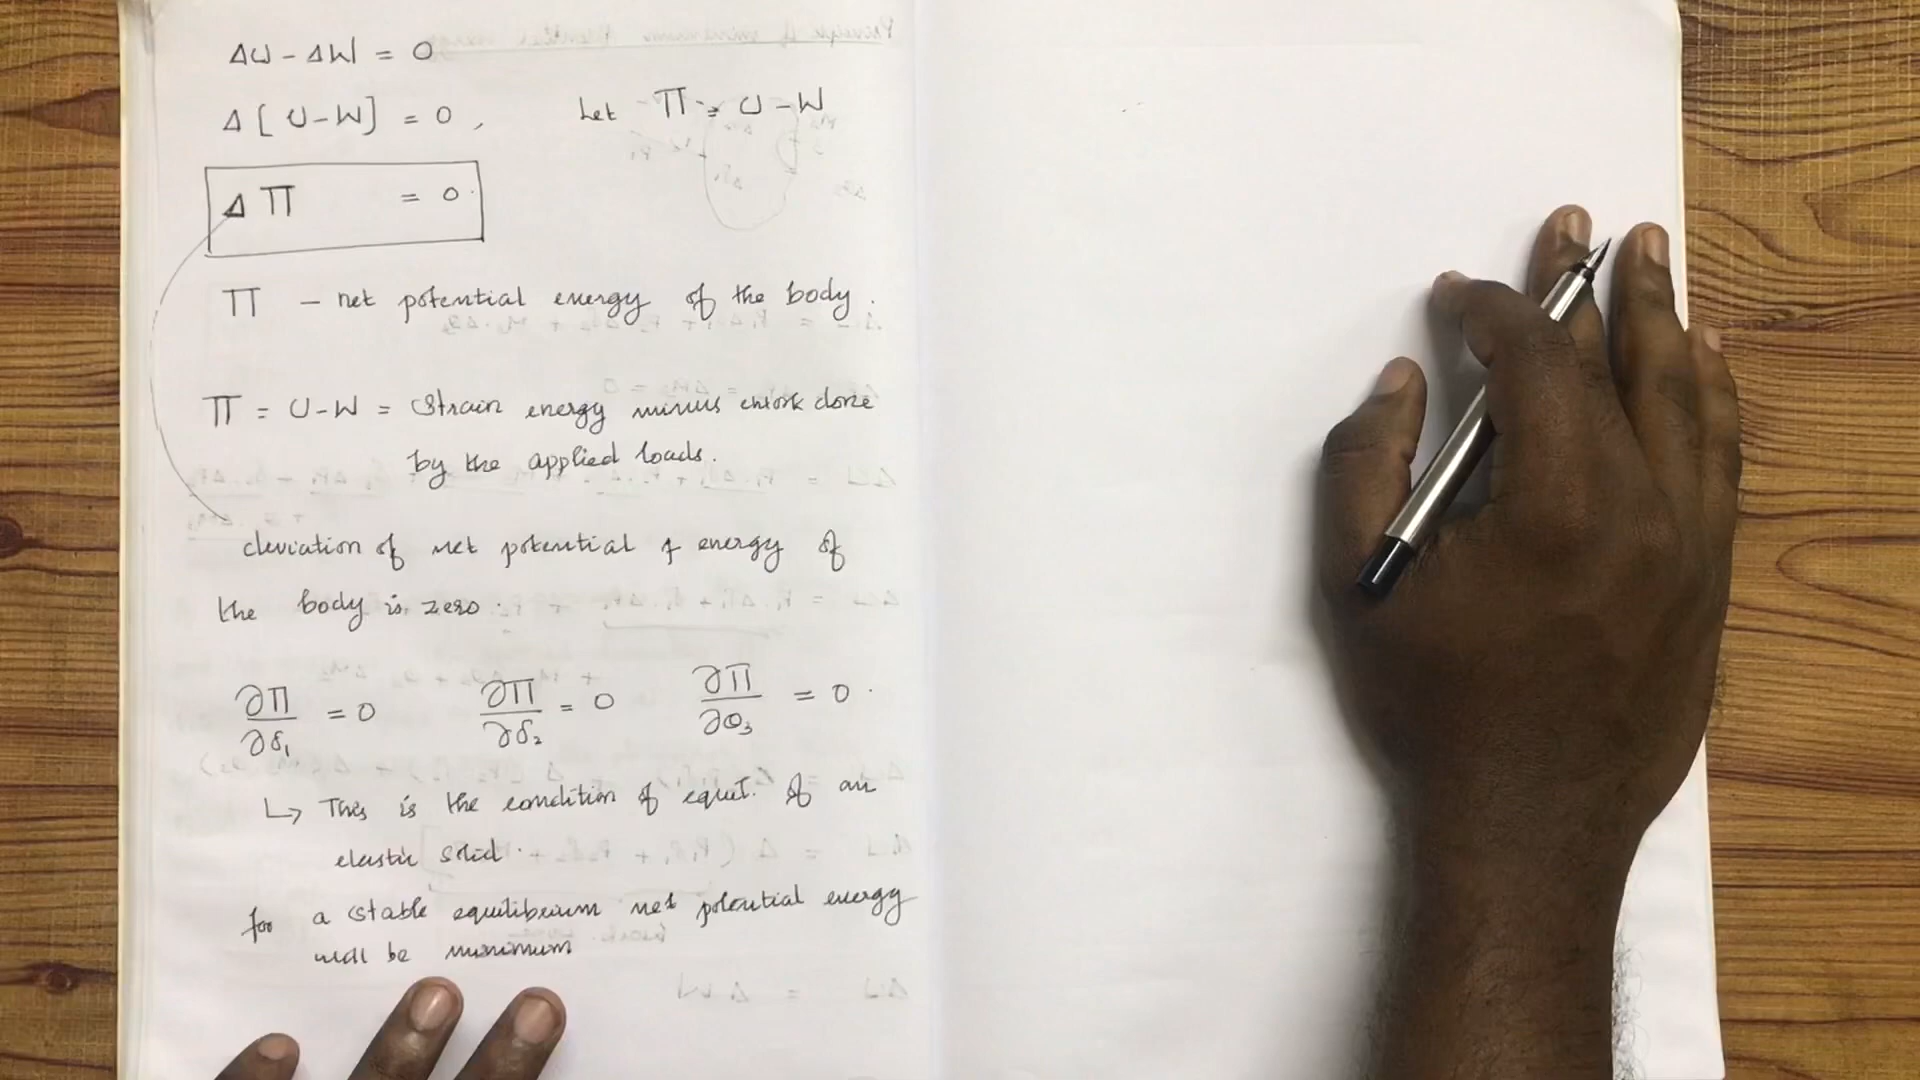 ΔU - ΔW = 0
Δ[U-W] = 0, Let Π = U - W
ΔΠ = 0
Π - net potential energy of the body.
Π = U-W = Strain energy minus work done
by the applied loads.
deviation of net potential energy of
the body is zero.
∂Π/∂δ₁ = 0 ∂Π/∂δ₂ = 0 ∂Π/∂θ₃ = 0.
↳ This is the condition of equil. of an
elastic solid.
for a stable equilibrium net potential energy
will be minimum